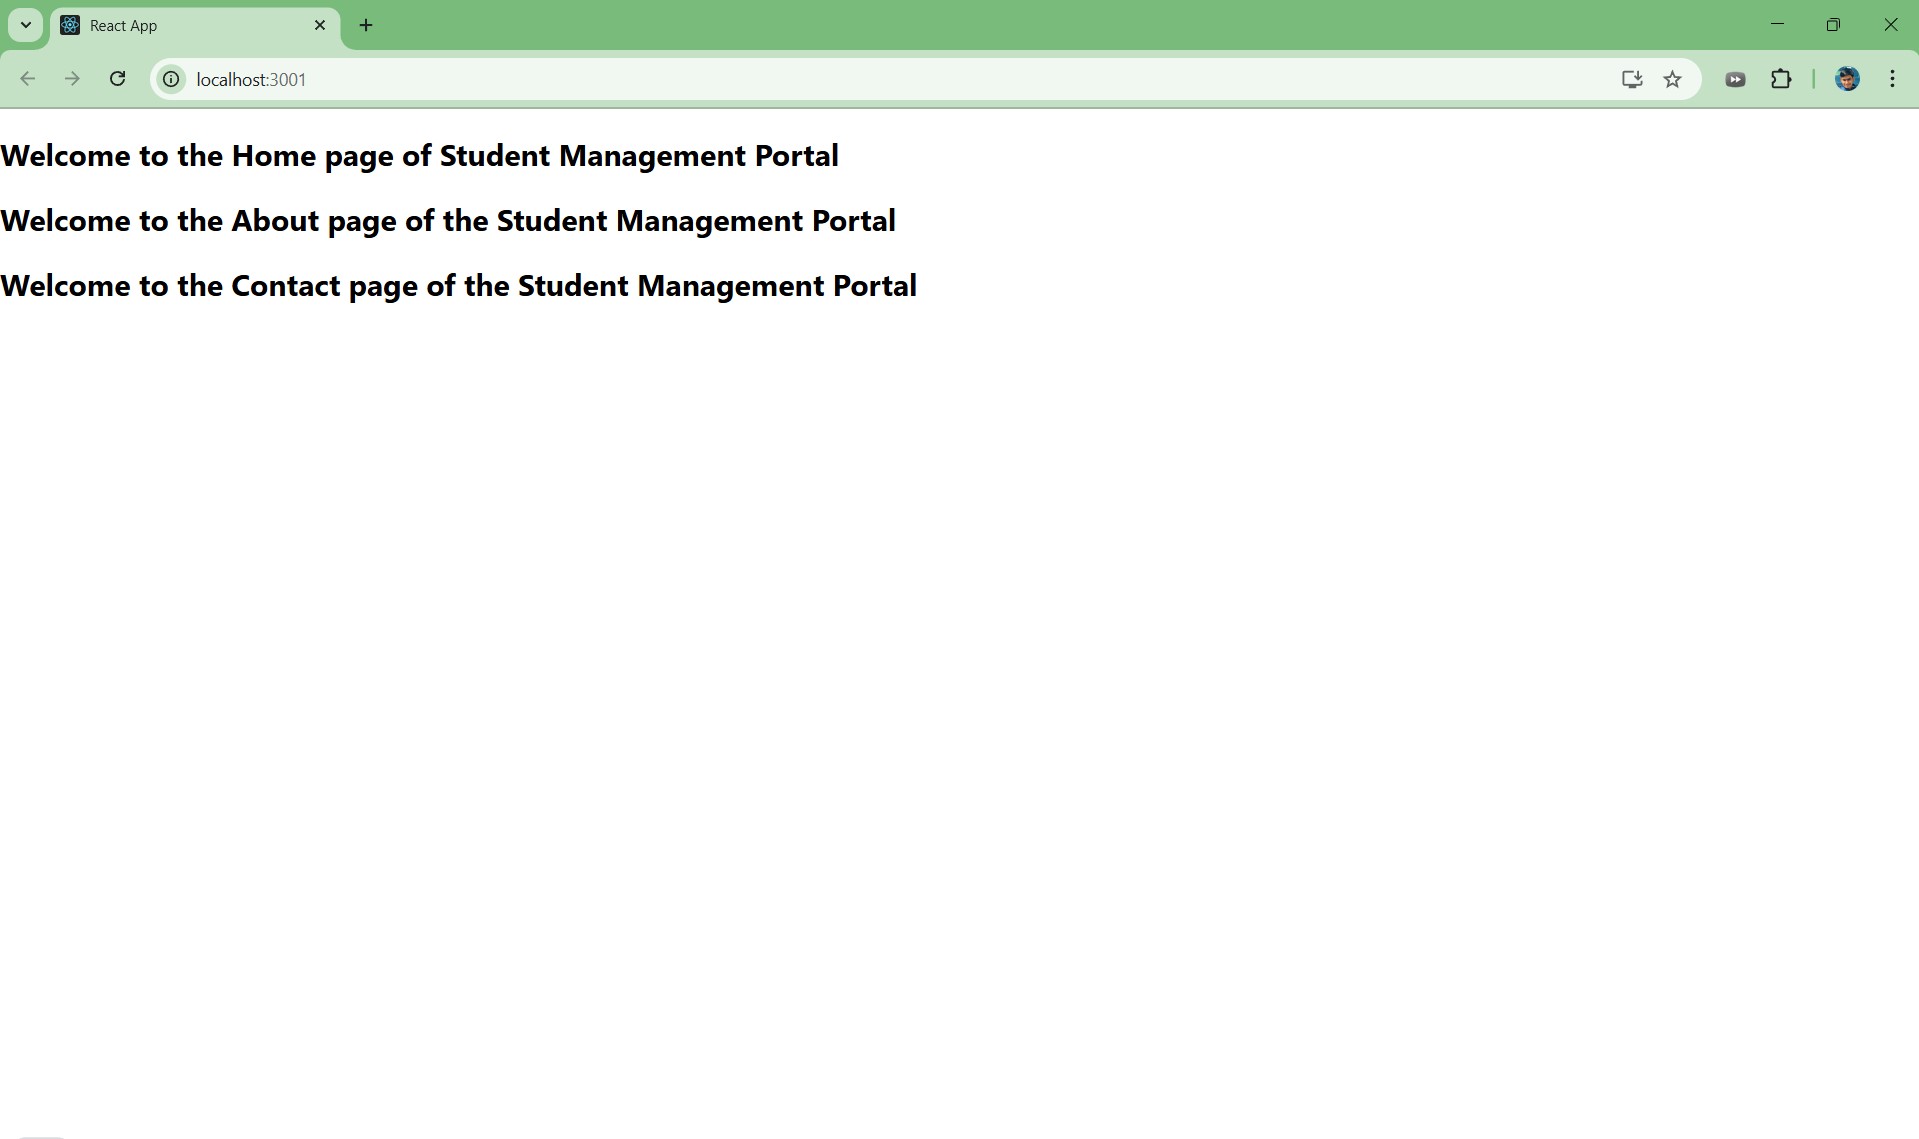 React App
localhost:3001
Welcome to the Home page of Student Management Portal
Welcome to the About page of the Student Management Portal
Welcome to the Contact page of the Student Management Portal